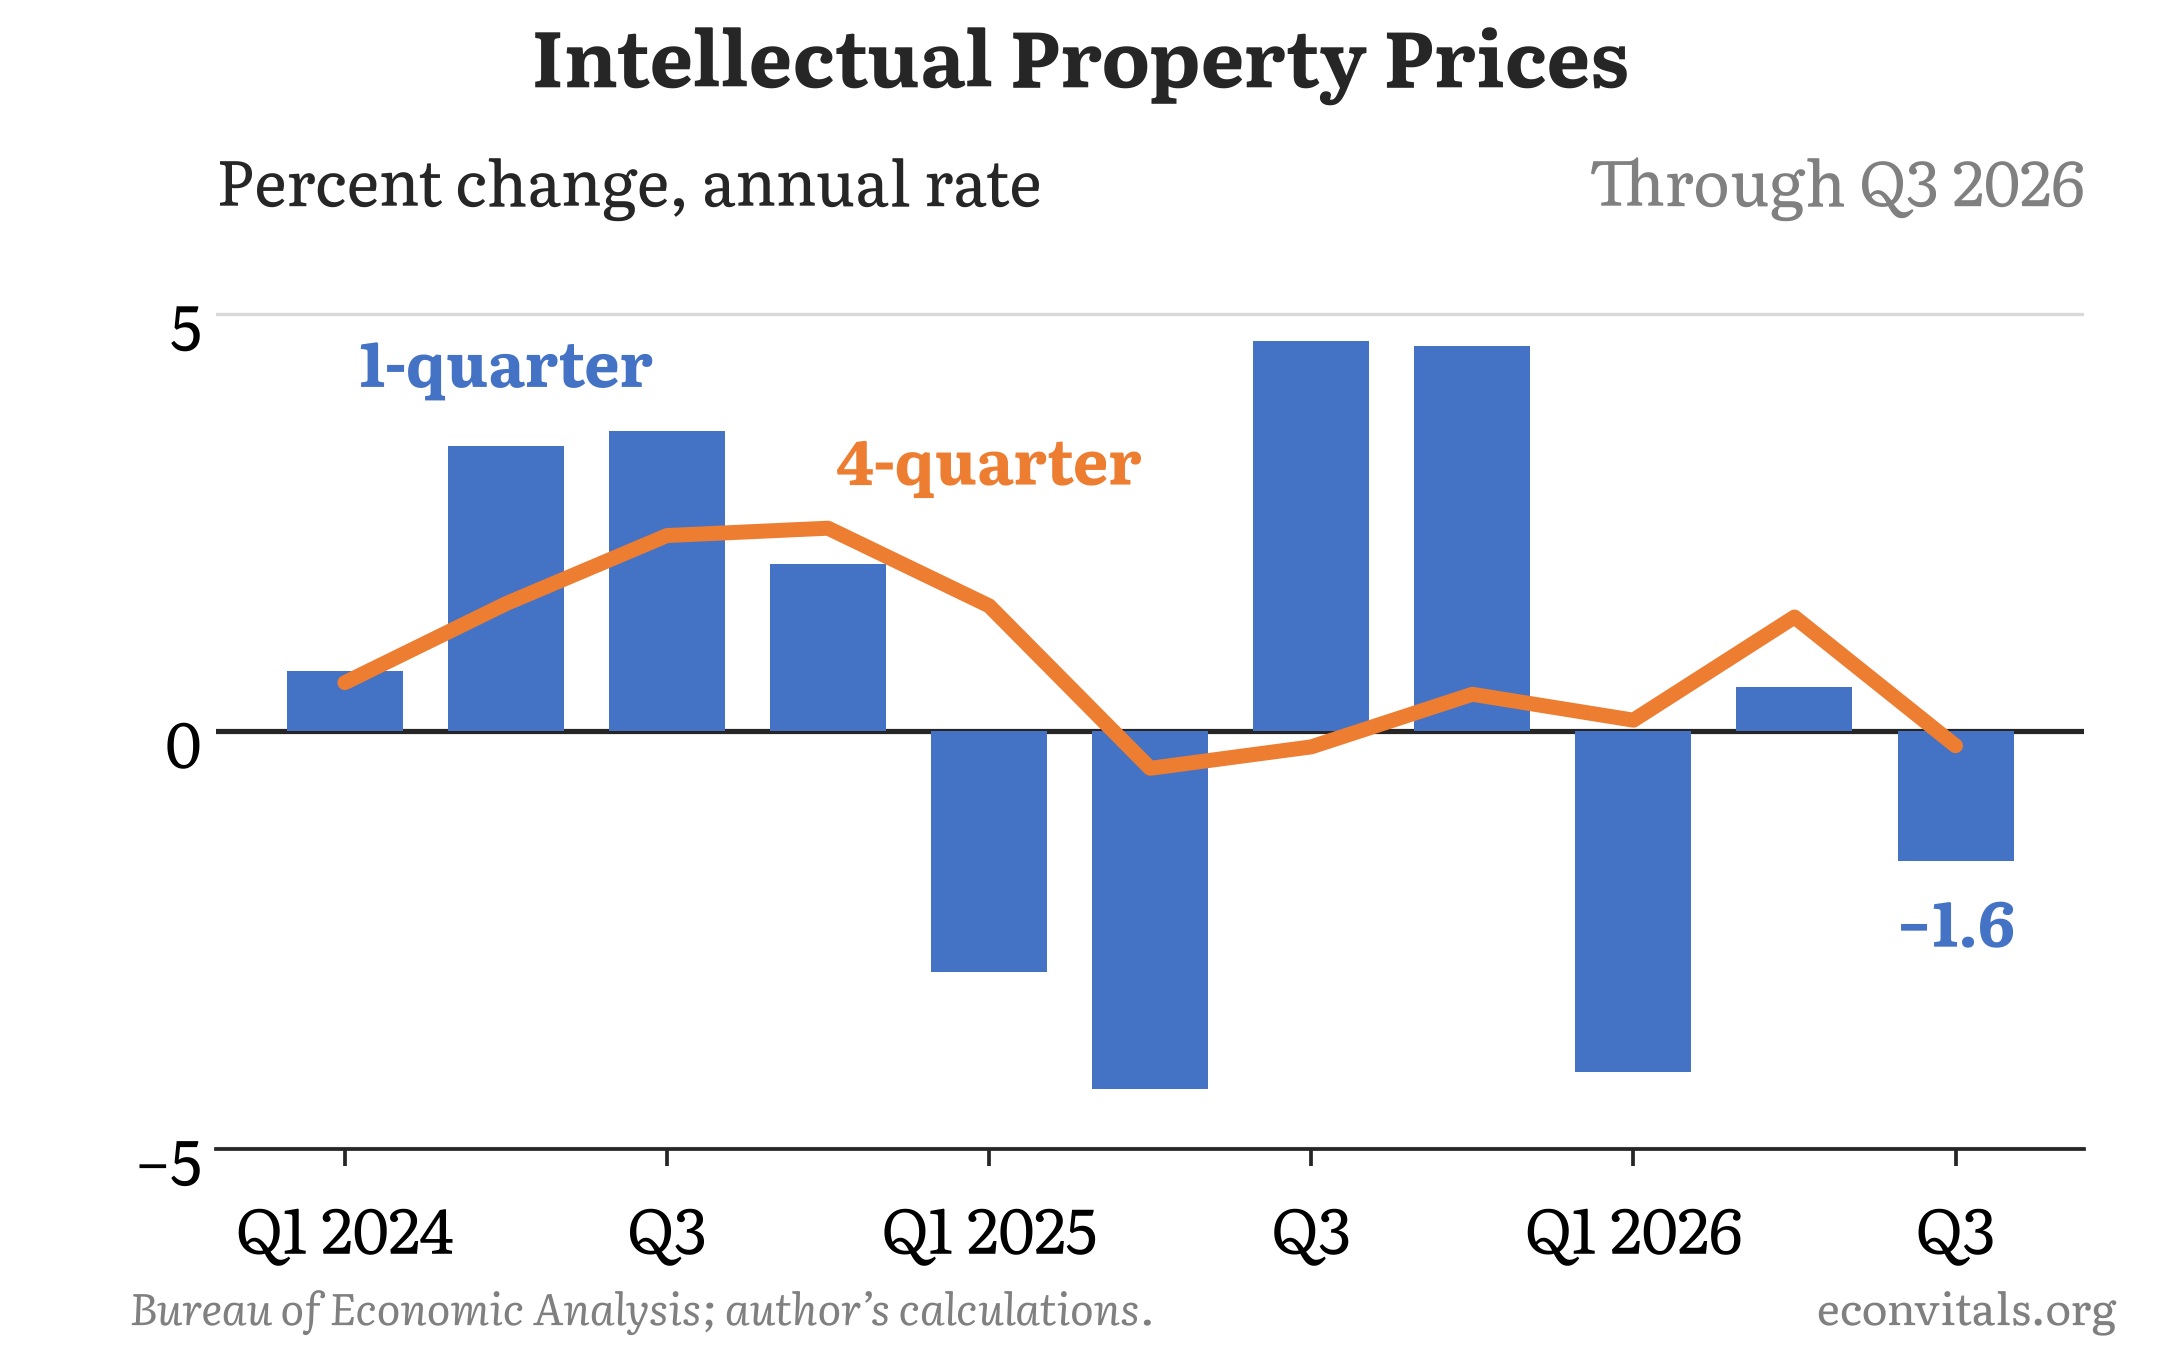 Intellectual Property Prices
Percent change, annual rate
Through Q3 2026
5
1-quarter
4-quarter
0
−1.6
−5
Q1 2024
Q3
Q1 2025
Q3
Q1 2026
Q3
Bureau of Economic Analysis; author’s calculations.
econvitals.org